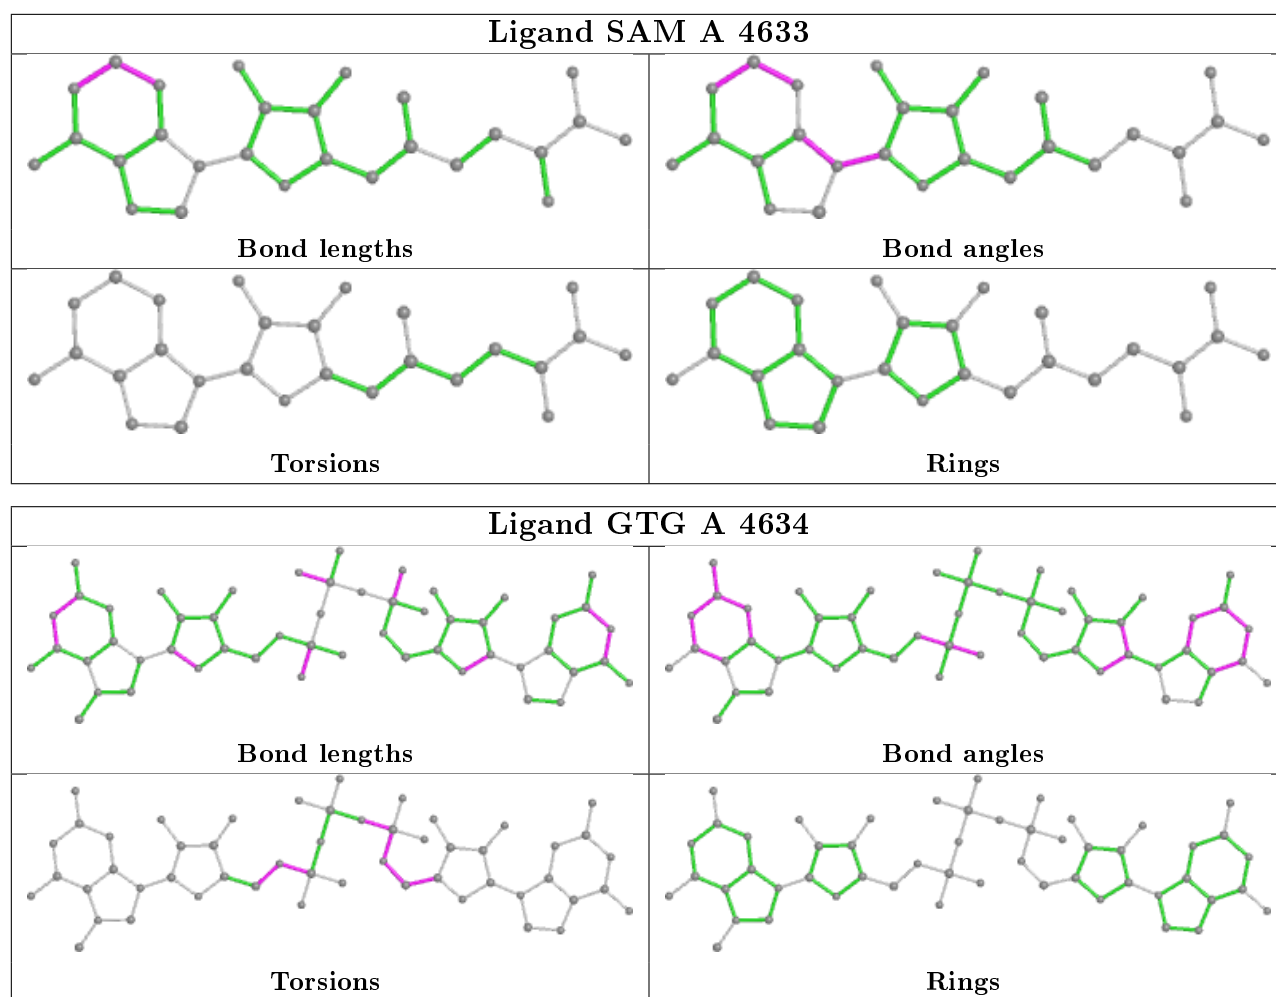 Ligand SAM A 4633
Bond lengths
Bond angles
Torsions
Rings
Ligand GTG A 4634
Bond lengths
Bond angles
Torsions
Rings